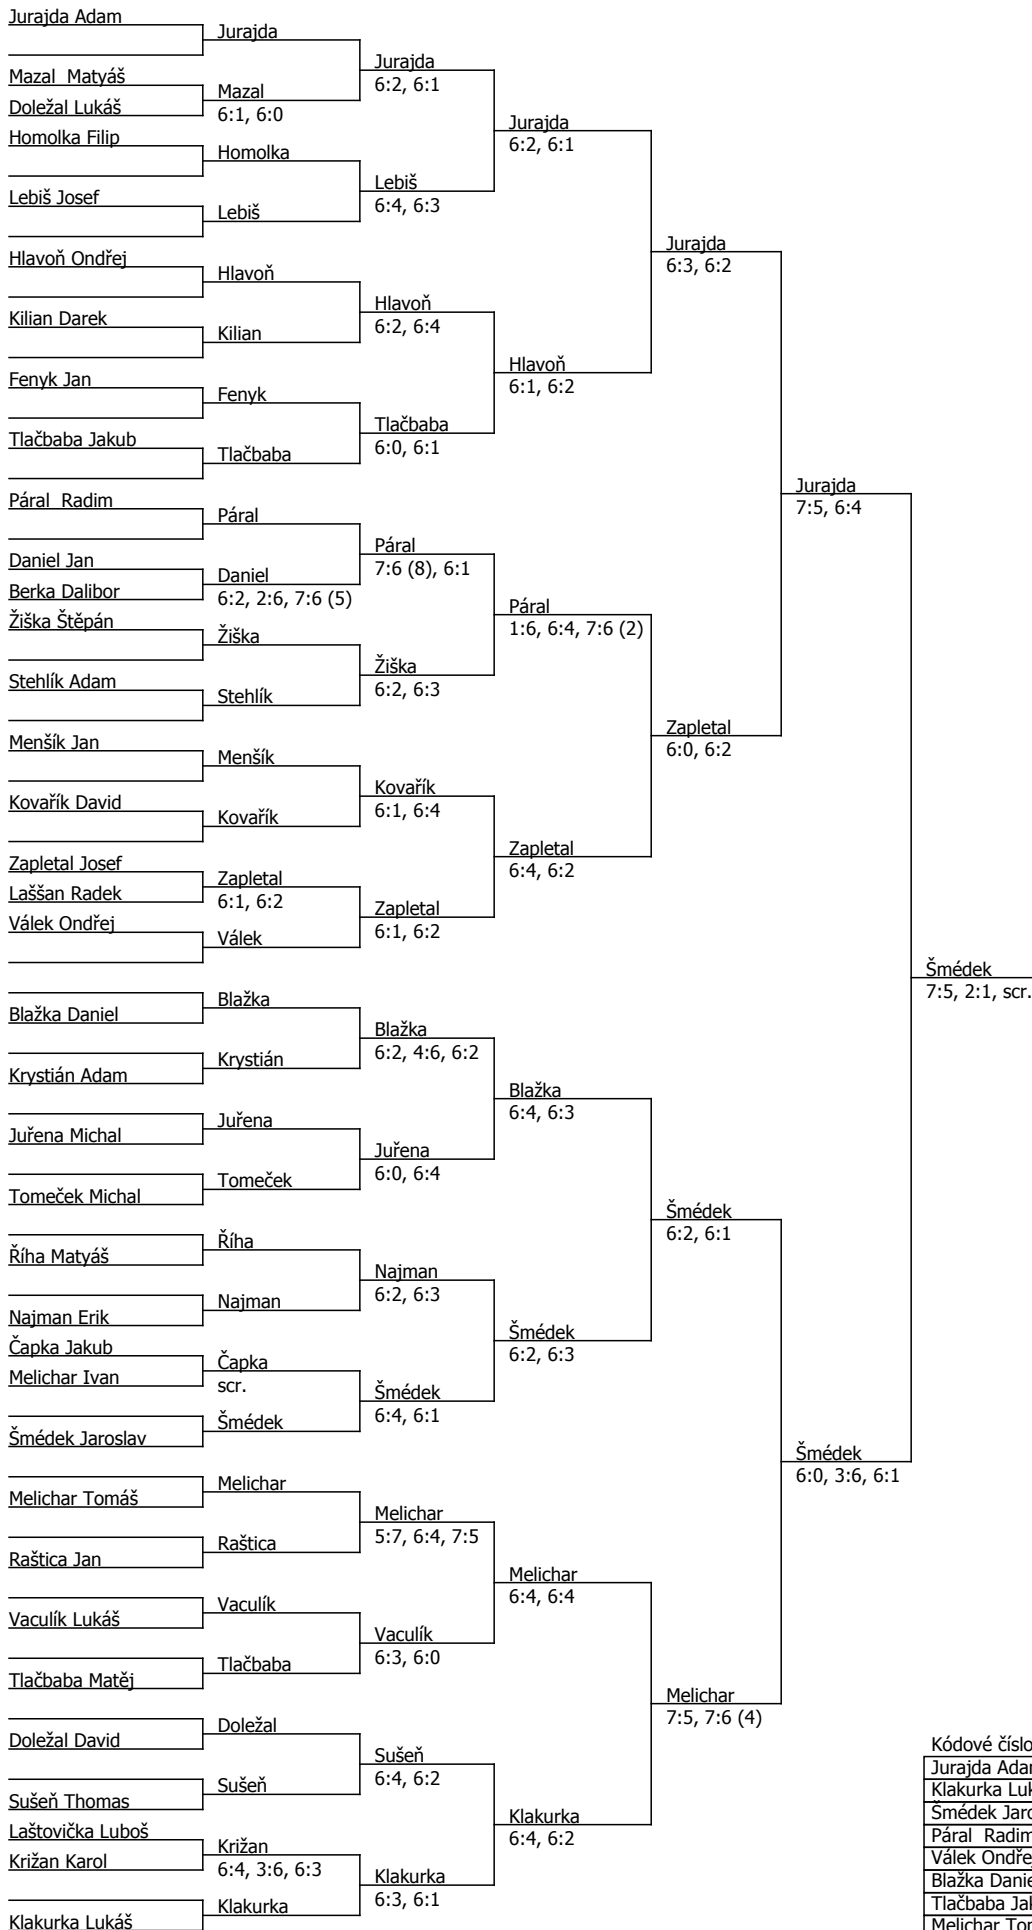 Jurajda Adam
Mazal  Matyáš
Doležal Lukáš
Homolka Filip
Lebiš Josef
Hlavoň Ondřej
Kilian Darek
Fenyk Jan
Tlačbaba Jakub
Páral  Radim
Daniel Jan
Berka Dalibor
Žiška Štěpán
Stehlík Adam
Menšík Jan
Kovařík David
Zapletal Josef
Laššan Radek
Válek Ondřej
Blažka Daniel
Krystián Adam
Juřena Michal
Tomeček Michal
Říha Matyáš
Najman Erik
Čapka Jakub
Melichar Ivan
Šmédek Jaroslav
Melichar Tomáš
Raštica Jan
Vaculík Lukáš
Tlačbaba Matěj
Doležal David
Sušeň Thomas
Laštovička Luboš
Križan Karol
Klakurka Lukáš
Jurajda
Mazal
6:1, 6:0
Homolka
Lebiš
Hlavoň
Kilian
Fenyk
Tlačbaba
Páral
Daniel
6:2, 2:6, 7:6 (5)
Žiška
Stehlík
Menšík
Kovařík
Zapletal
6:1, 6:2
Válek
Blažka
Krystián
Juřena
Tomeček
Říha
Najman
Čapka
scr.
Šmédek
Melichar
Raštica
Vaculík
Tlačbaba
Doležal
Sušeň
Križan
6:4, 3:6, 6:3
Klakurka
Jurajda
6:2, 6:1
Lebiš
6:4, 6:3
Hlavoň
6:2, 6:4
Tlačbaba
6:0, 6:1
Páral
7:6 (8), 6:1
Žiška
6:2, 6:3
Kovařík
6:1, 6:4
Zapletal
6:1, 6:2
Blažka
6:2, 4:6, 6:2
Juřena
6:0, 6:4
Najman
6:2, 6:3
Šmédek
6:4, 6:1
Melichar
5:7, 6:4, 7:5
Vaculík
6:3, 6:0
Sušeň
6:4, 6:2
Klakurka
6:3, 6:1
Jurajda
6:2, 6:1
Hlavoň
6:1, 6:2
Páral
1:6, 6:4, 7:6 (2)
Zapletal
6:4, 6:2
Blažka
6:4, 6:3
Šmédek
6:2, 6:3
Melichar
6:4, 6:4
Klakurka
6:4, 6:2
Jurajda
6:3, 6:2
Zapletal
6:0, 6:2
Šmédek
6:2, 6:1
Melichar
7:5, 7:6 (4)
Jurajda
7:5, 6:4
Šmédek
6:0, 3:6, 6:1
Šmédek
7:5, 2:1, scr.
Kódové číslo
Jurajda Adam
Klakurka Luk
Šmédek Jaro
Páral  Radim
Válek Ondřej
Blažka Danie
Tlačbaba Jak
Melichar Tom